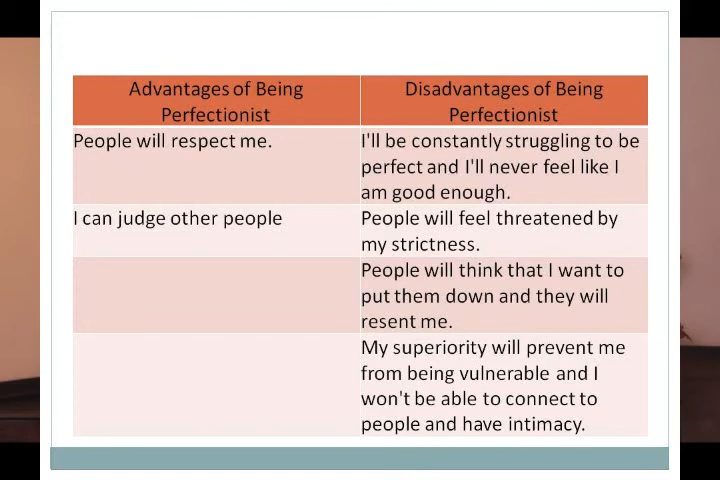 Advantages of Being
Perfectionist
Disadvantages of Being
Perfectionist
People will respect me.
I'll be constantly struggling to be
perfect and I'll never feel like I
am good enough.
I can judge other people
People will feel threatened by
my strictness.
People will think that I want to
put them down and they will
resent me.
My superiority will prevent me
from being vulnerable and I
won't be able to connect to
people and have intimacy.